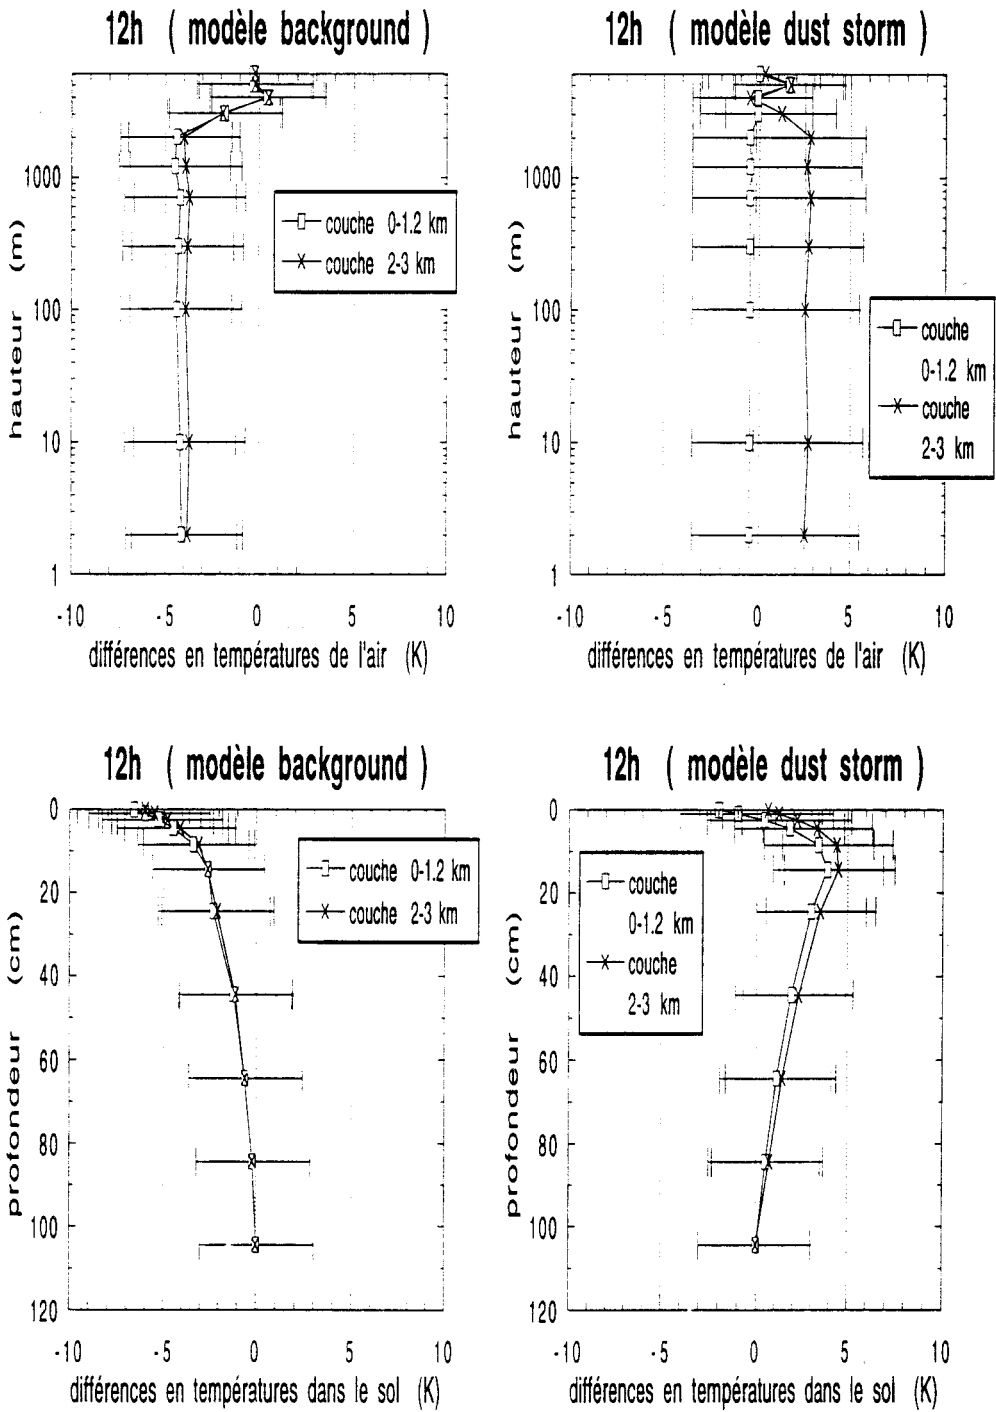 12h ( modèle background )
12h ( modèle dust storm )
hauteur (m)
1000
100
10
1
-10 -5 0 5 10
différences en températures de l'air (K)
couche 0-1.2 km
couche 2-3 km
hauteur (m)
1000
100
10
1
-10 -5 0 5 10
différences en températures de l'air (K)
couche
0-1.2 km
couche
2-3 km
12h ( modèle background )
12h ( modèle dust storm )
profondeur (cm)
0
20
40
60
80
100
120
-10 -5 0 5 10
différences en températures dans le sol (K)
couche 0-1.2 km
couche 2-3 km
profondeur (cm)
0
20
40
60
80
100
120
-10 -5 0 5 10
différences en températures dans le sol (K)
couche
0-1.2 km
couche
2-3 km